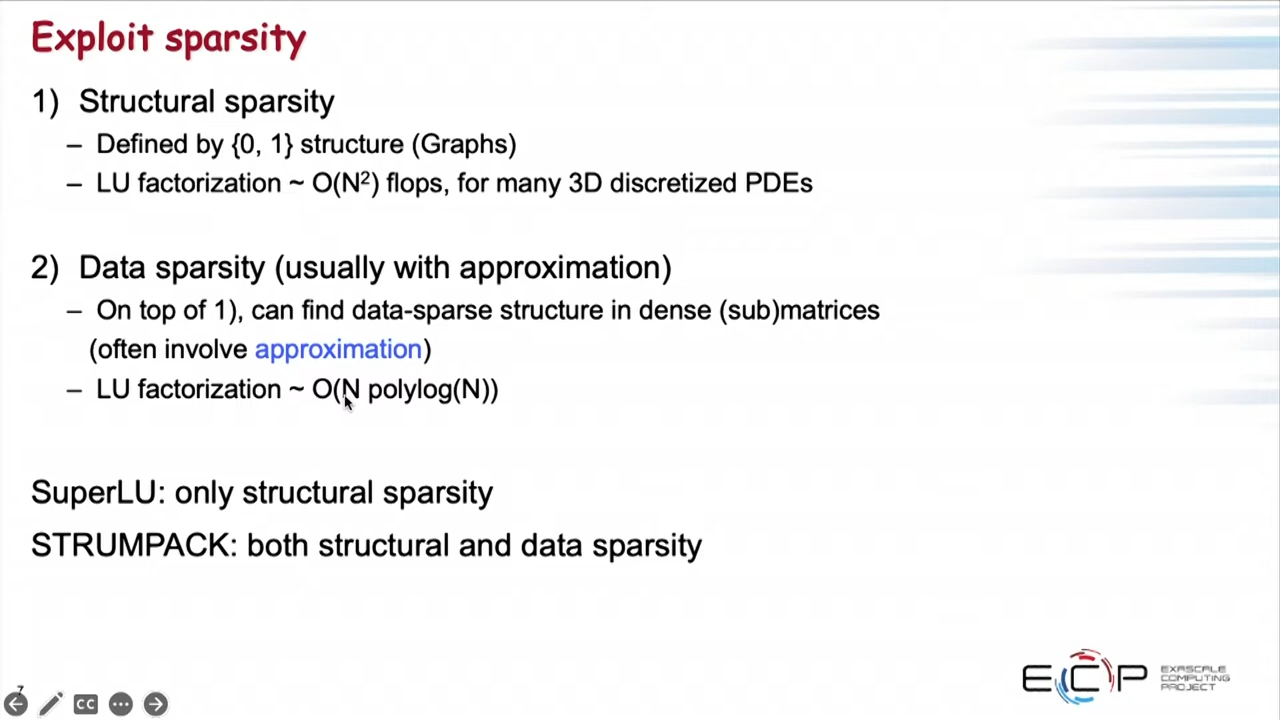 Exploit sparsity
1) Structural sparsity
– Defined by {0, 1} structure (Graphs)
– LU factorization ~ O(N²) flops, for many 3D discretized PDEs
2) Data sparsity (usually with approximation)
– On top of 1), can find data-sparse structure in dense (sub)matrices
(often involve approximation)
– LU factorization ~ O(N polylog(N))
SuperLU: only structural sparsity
STRUMPACK: both structural and data sparsity
ECP
EXASCALE
COMPUTING
PROJECT
7
CC